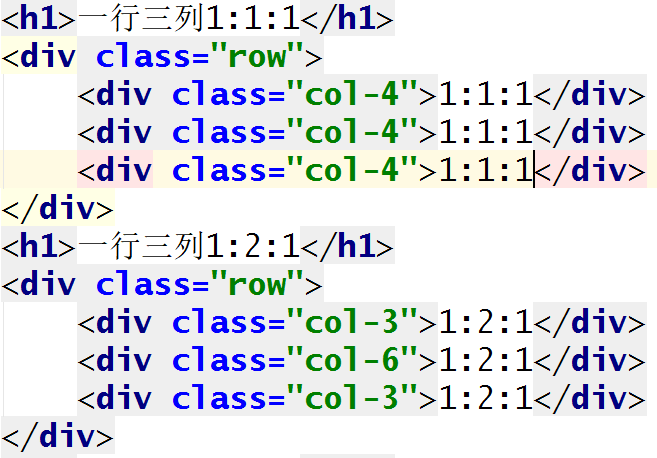 <h1>一行三列1:1:1</h1>
<div class="row">
<div class="col-4">1:1:1</div>
<div class="col-4">1:1:1</div>
<div class="col-4">1:1:1</div>
</div>
<h1>一行三列1:2:1</h1>
<div class="row">
<div class="col-3">1:2:1</div>
<div class="col-6">1:2:1</div>
<div class="col-3">1:2:1</div>
</div>